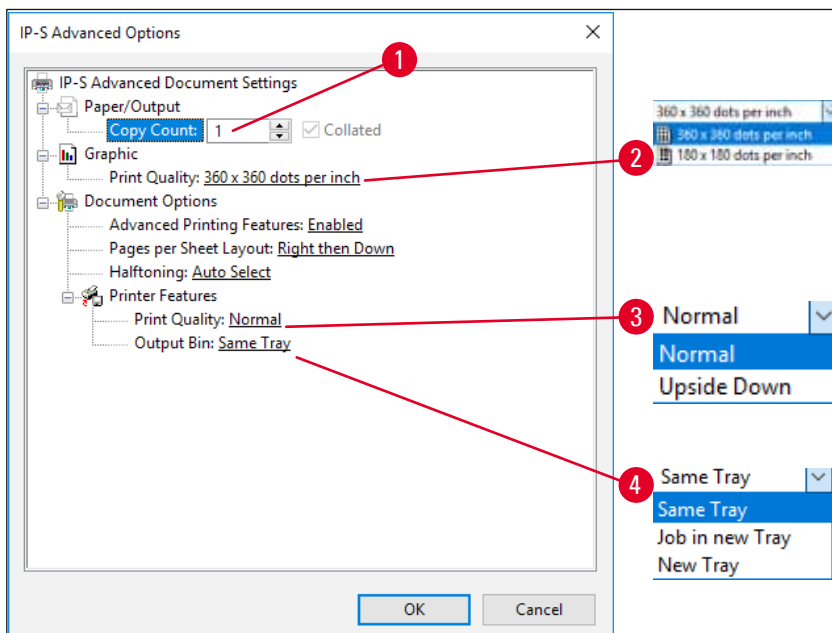 IP-S Advanced Options
IP-S Advanced Document Settings
Paper/Output
Copy Count: 1 Collated
Graphic
Print Quality: 360 x 360 dots per inch
Document Options
Advanced Printing Features: Enabled
Pages per Sheet Layout: Right then Down
Halftoning: Auto Select
Printer Features
Print Quality: Normal
Output Bin: Same Tray
OK Cancel
1
2
360 x 360 dots per inch
360 x 360 dots per inch
180 x 180 dots per inch
3
Normal
Normal
Upside Down
4
Same Tray
Same Tray
Job in new Tray
New Tray